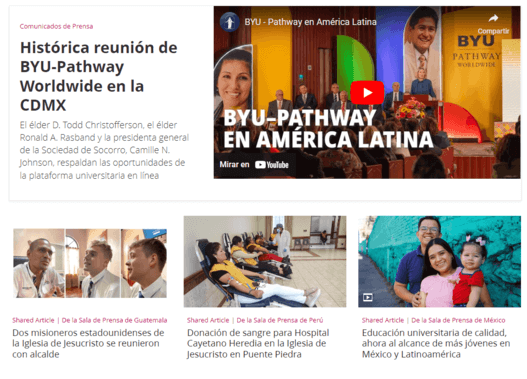 Comunicados de Prensa
Histórica reunión de
BYU-Pathway
Worldwide en la
CDMX
El élder D. Todd Christofferson, el élder
Ronald A. Rasband y la presidenta general
de la Sociedad de Socorro, Camille N.
Johnson, respaldan las oportunidades de
la plataforma universitaria en línea
BYU - Pathway en América Latina
Compartir
BYU
PATHWAY
WORLDWIDE
BYU–PATHWAY
EN AMÉRICA LATINA
Mirar en YouTube
Shared Article | De la Sala de Prensa de Guatemala
Dos misioneros estadounidenses de
la Iglesia de Jesucristo se reunieron
con alcalde
Shared Article | De la Sala de Prensa de Perú
Donación de sangre para Hospital
Cayetano Heredia en la Iglesia de
Jesucristo en Puente Piedra
Shared Article | De la Sala de Prensa de México
Educación universitaria de calidad,
ahora al alcance de más jóvenes en
México y Latinoamérica